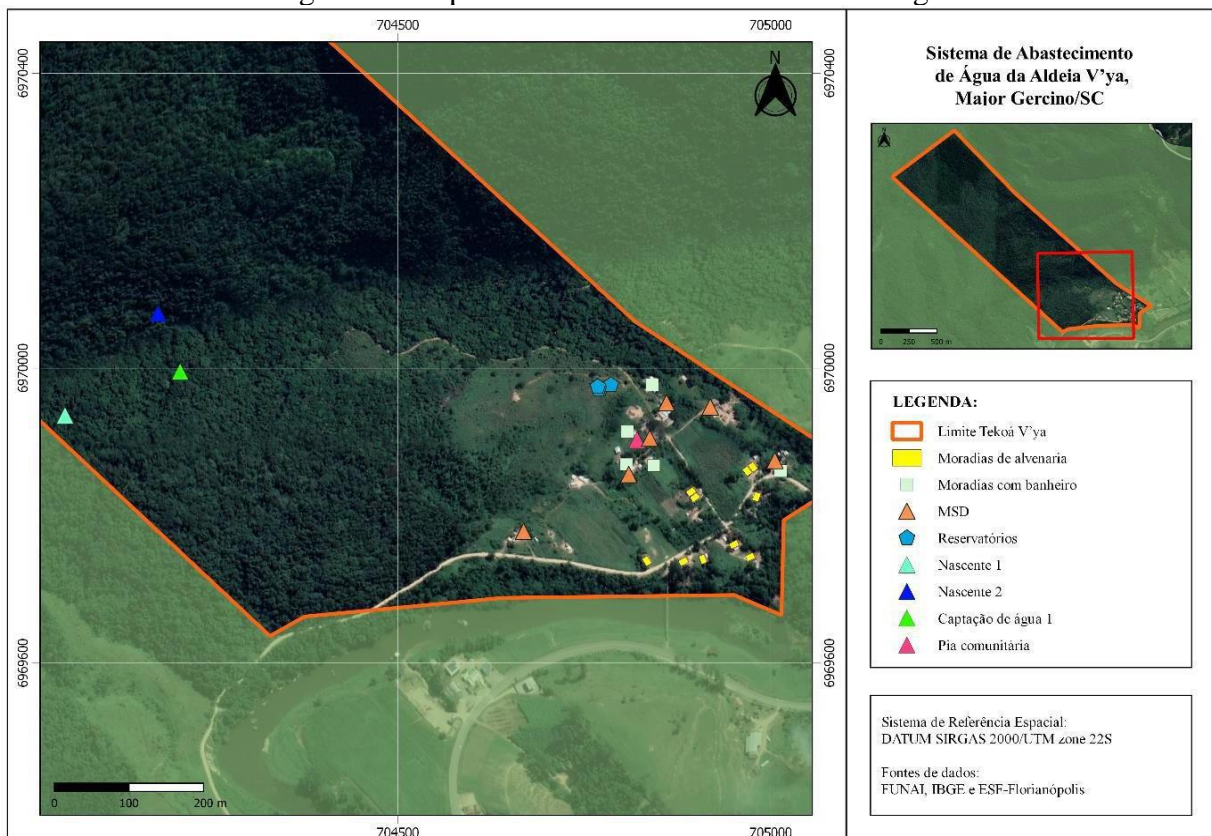 704500
705000
6970400
6970400
N
6970000
6970000
6969600
6969600
0 100 200 m
704500
705000
Sistema de Abastecimento
de Água da Aldeia V'ya,
Major Gercino/SC
N
0 250 500 m
LEGENDA:
Limite Tekoá V'ya
Moradias de alvenaria
Moradias com banheiro
MSD
Reservatórios
Nascente 1
Nascente 2
Captação de água 1
Pia comunitária
Sistema de Referência Espacial:
DATUM SIRGAS 2000/UTM zone 22S
Fontes de dados:
FUNAI, IBGE e ESF-Florianópolis